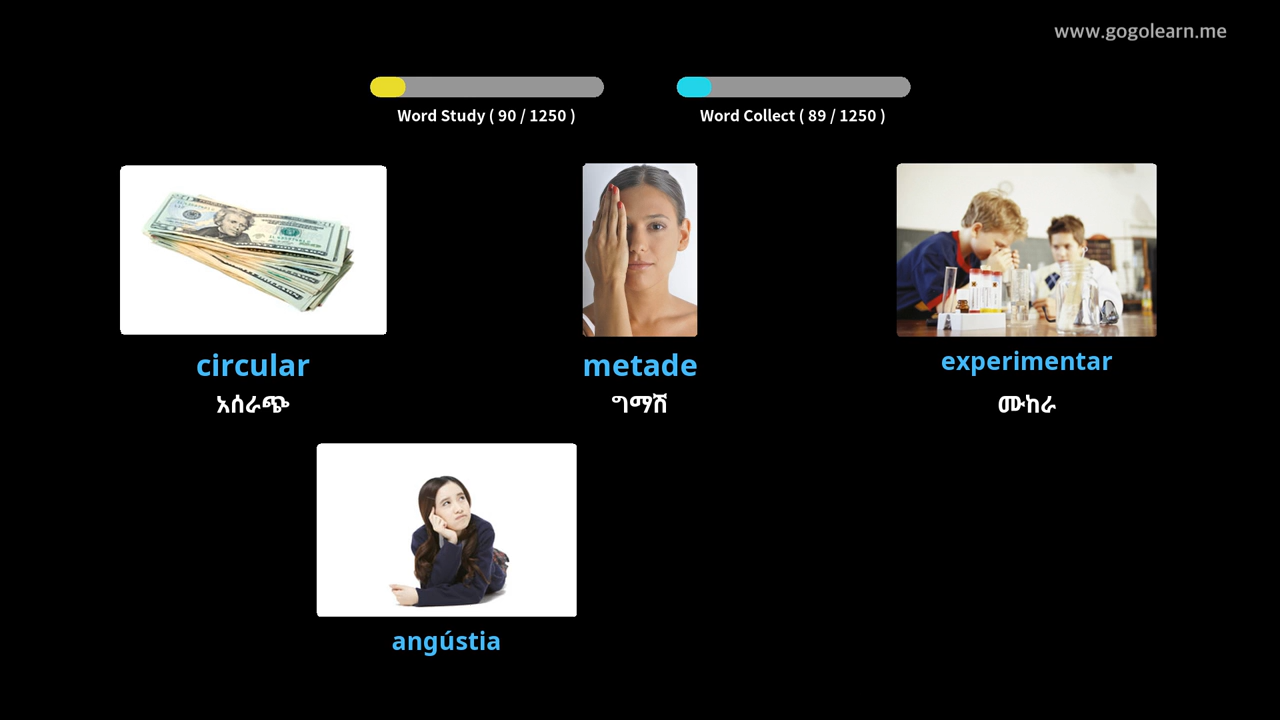 www.gogolearn.me
Word Study ( 90 / 1250 )
Word Collect ( 89 / 1250 )
circular
metade
experimentar
አሰራጭ
ግማሽ
ሙከራ
angústia